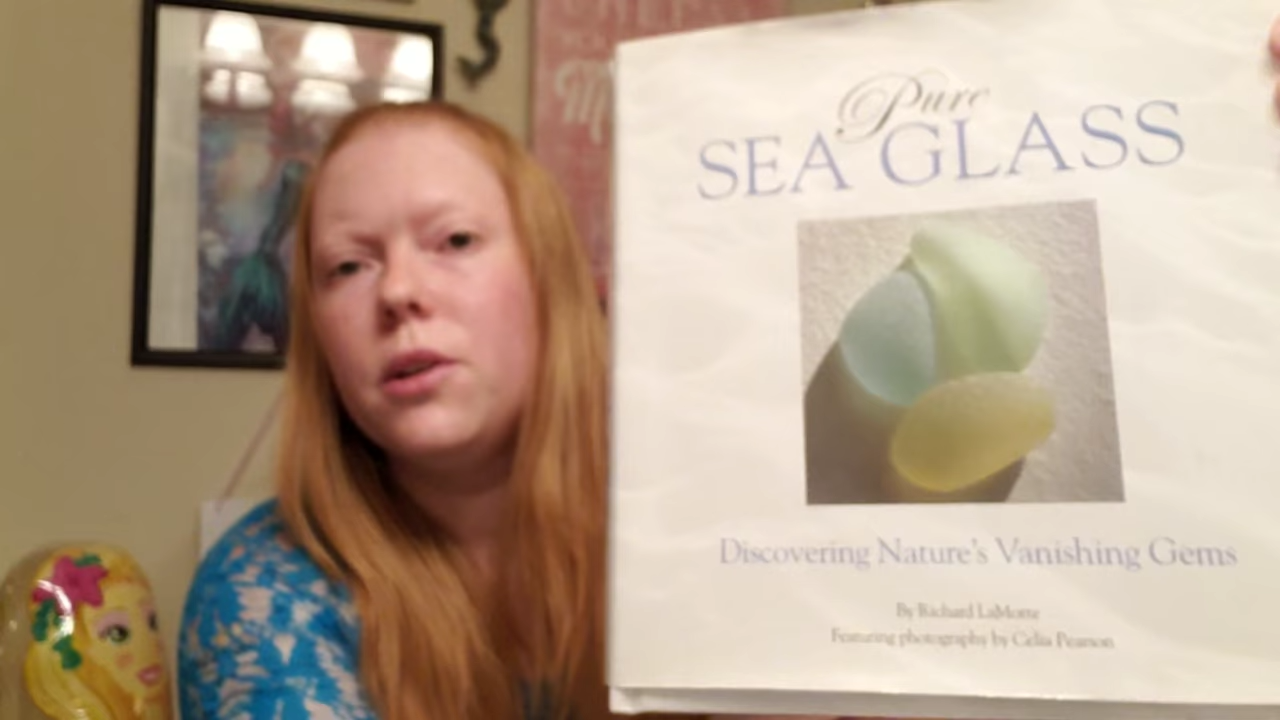 Pure
SEA GLASS
Discovering Nature's Vanishing Gems
By Richard LaMotte
Featuring photography by Celia Pearson